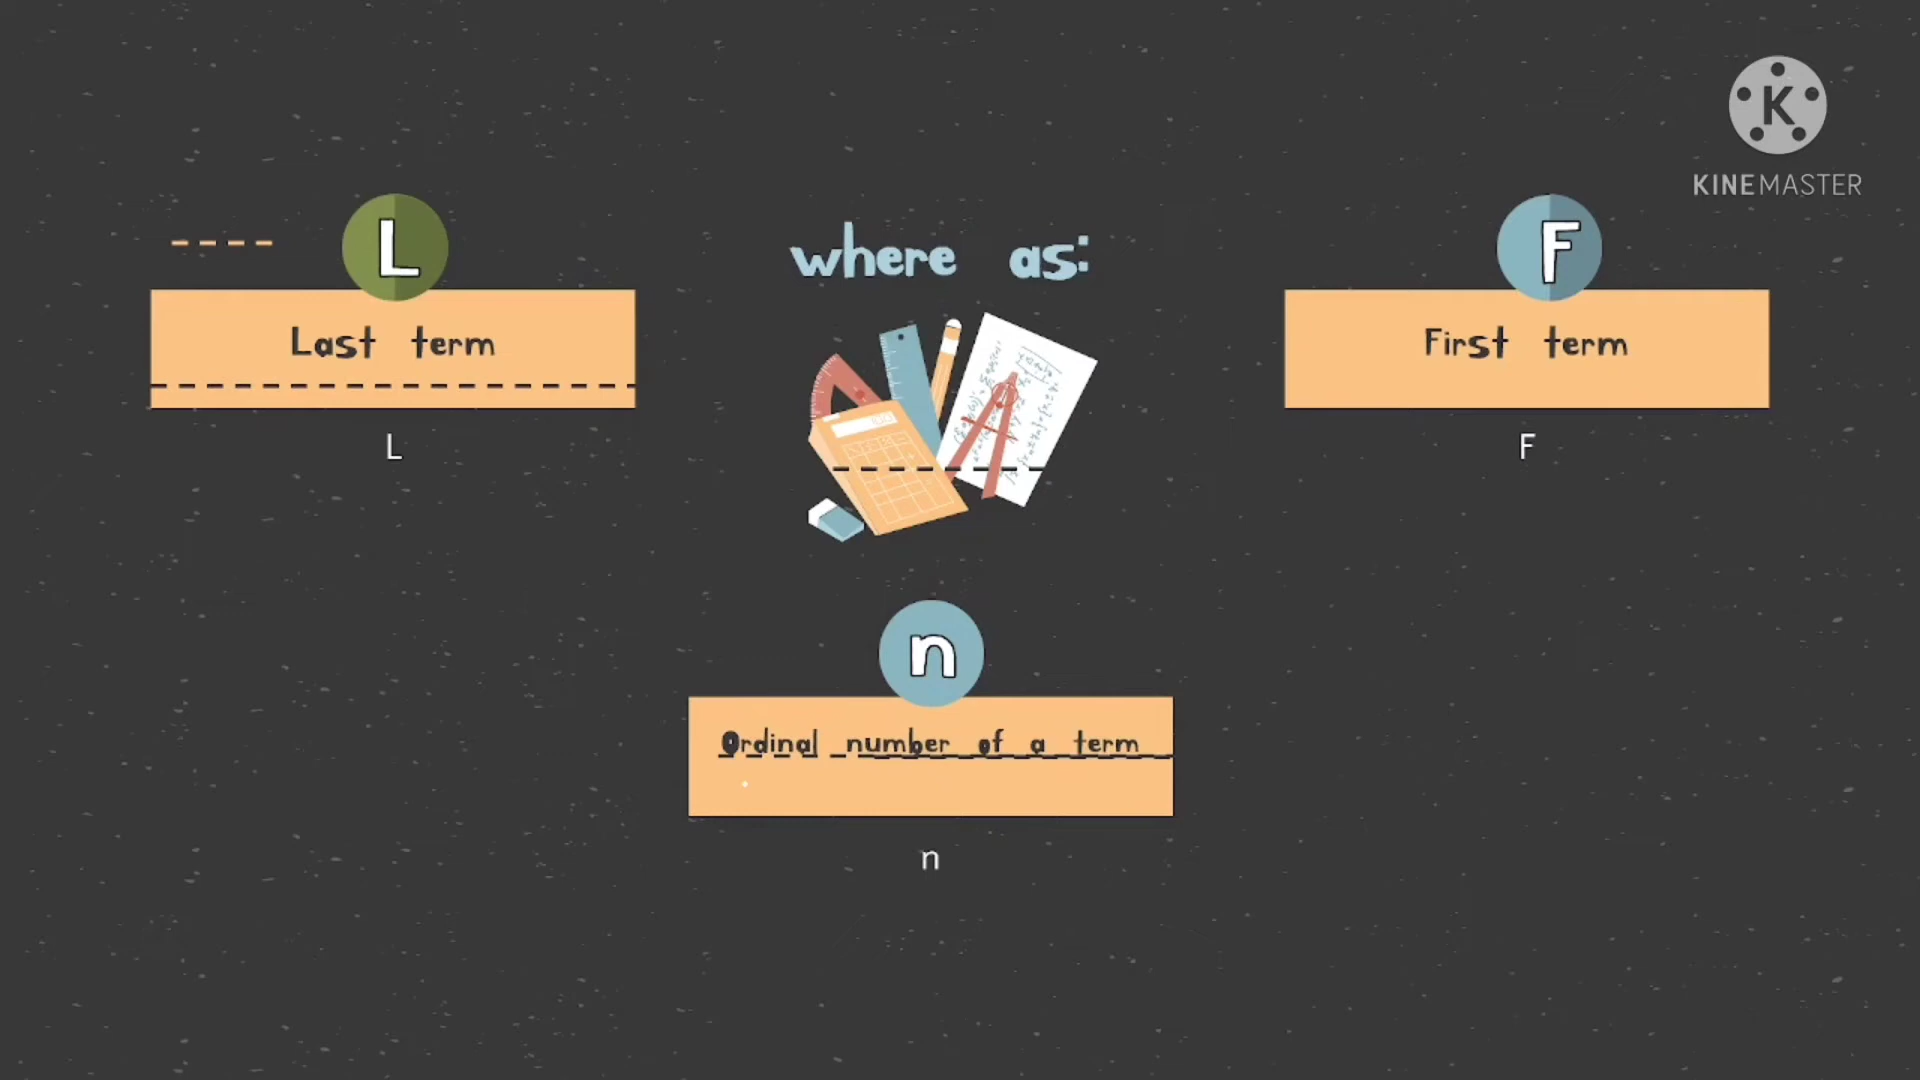 K
KINEMASTER
L
where as:
F
Last term
First term
L
F
n
Ordinal number of a term
n